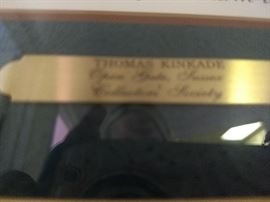 THOMAS KINKADE
Open Gate, Sussex
Collectors' Society